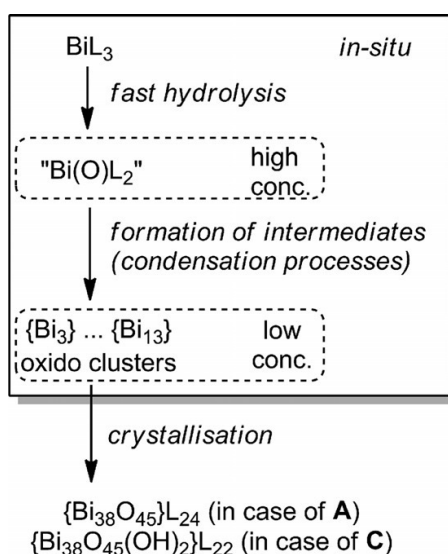 BiL₃ in-situ
fast hydrolysis
"Bi(O)L₂" high conc.
formation of intermediates
(condensation processes)
{Bi₃} ... {Bi₁₃} low
oxido clusters conc.
crystallisation
{Bi₃₈O₄₅}L₂₄ (in case of A)
{Bi₃₈O₄₅(OH)₂}L₂₂ (in case of C)